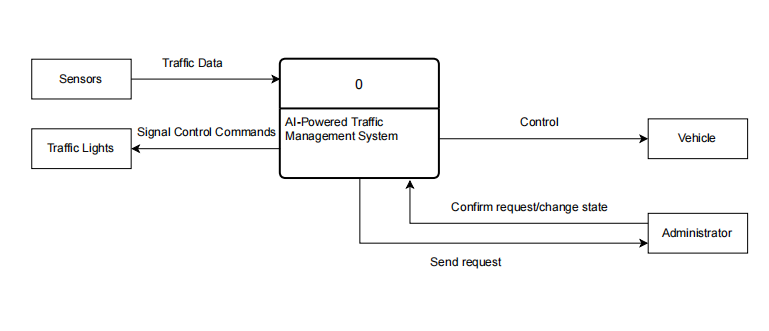 Traffic Data
Sensors
0
AI-Powered Traffic
Management System
Signal Control Commands
Traffic Lights
Control
Vehicle
Confirm request/change state
Administrator
Send request